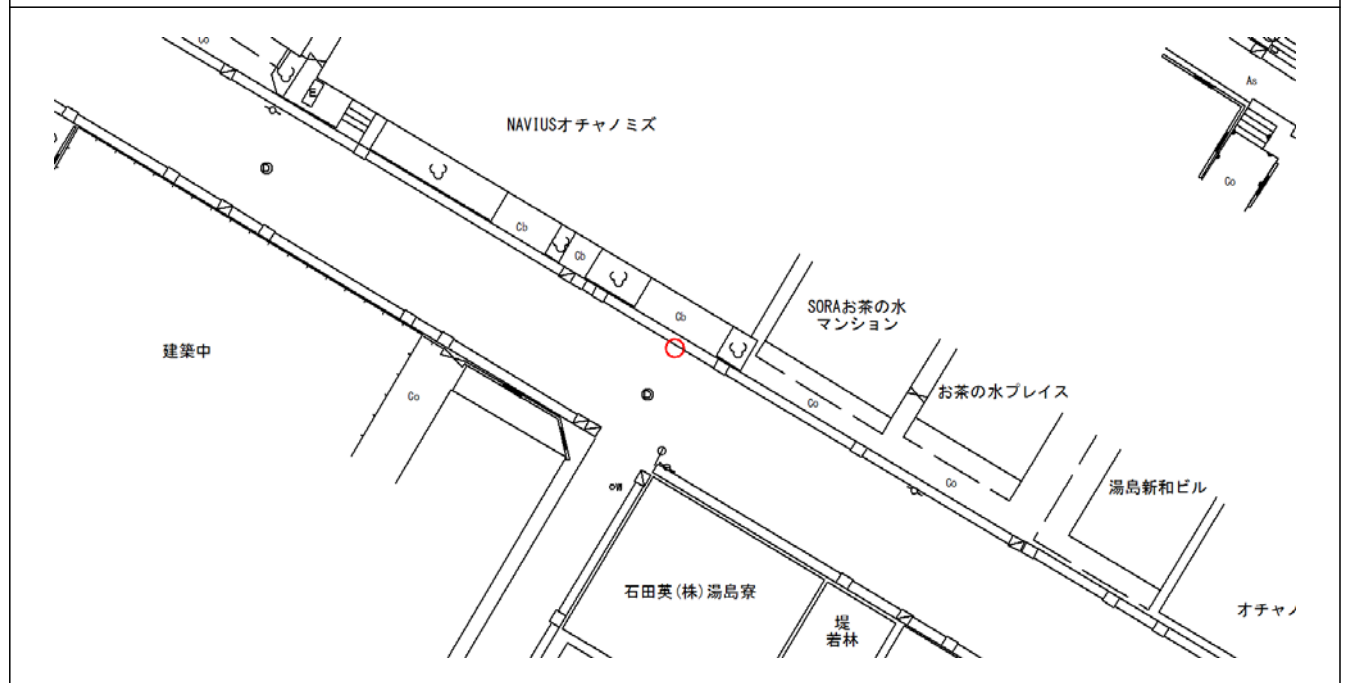 Co
As
E
NAVIUSオチャノミズ
Co
Cb
Cb
SORAお茶の水
マンション
Cb
建築中
お茶の水プレイス
Co
Co
Co
湯島新和ビル
石田英(株)湯島寮
オチャノ
堤
若林